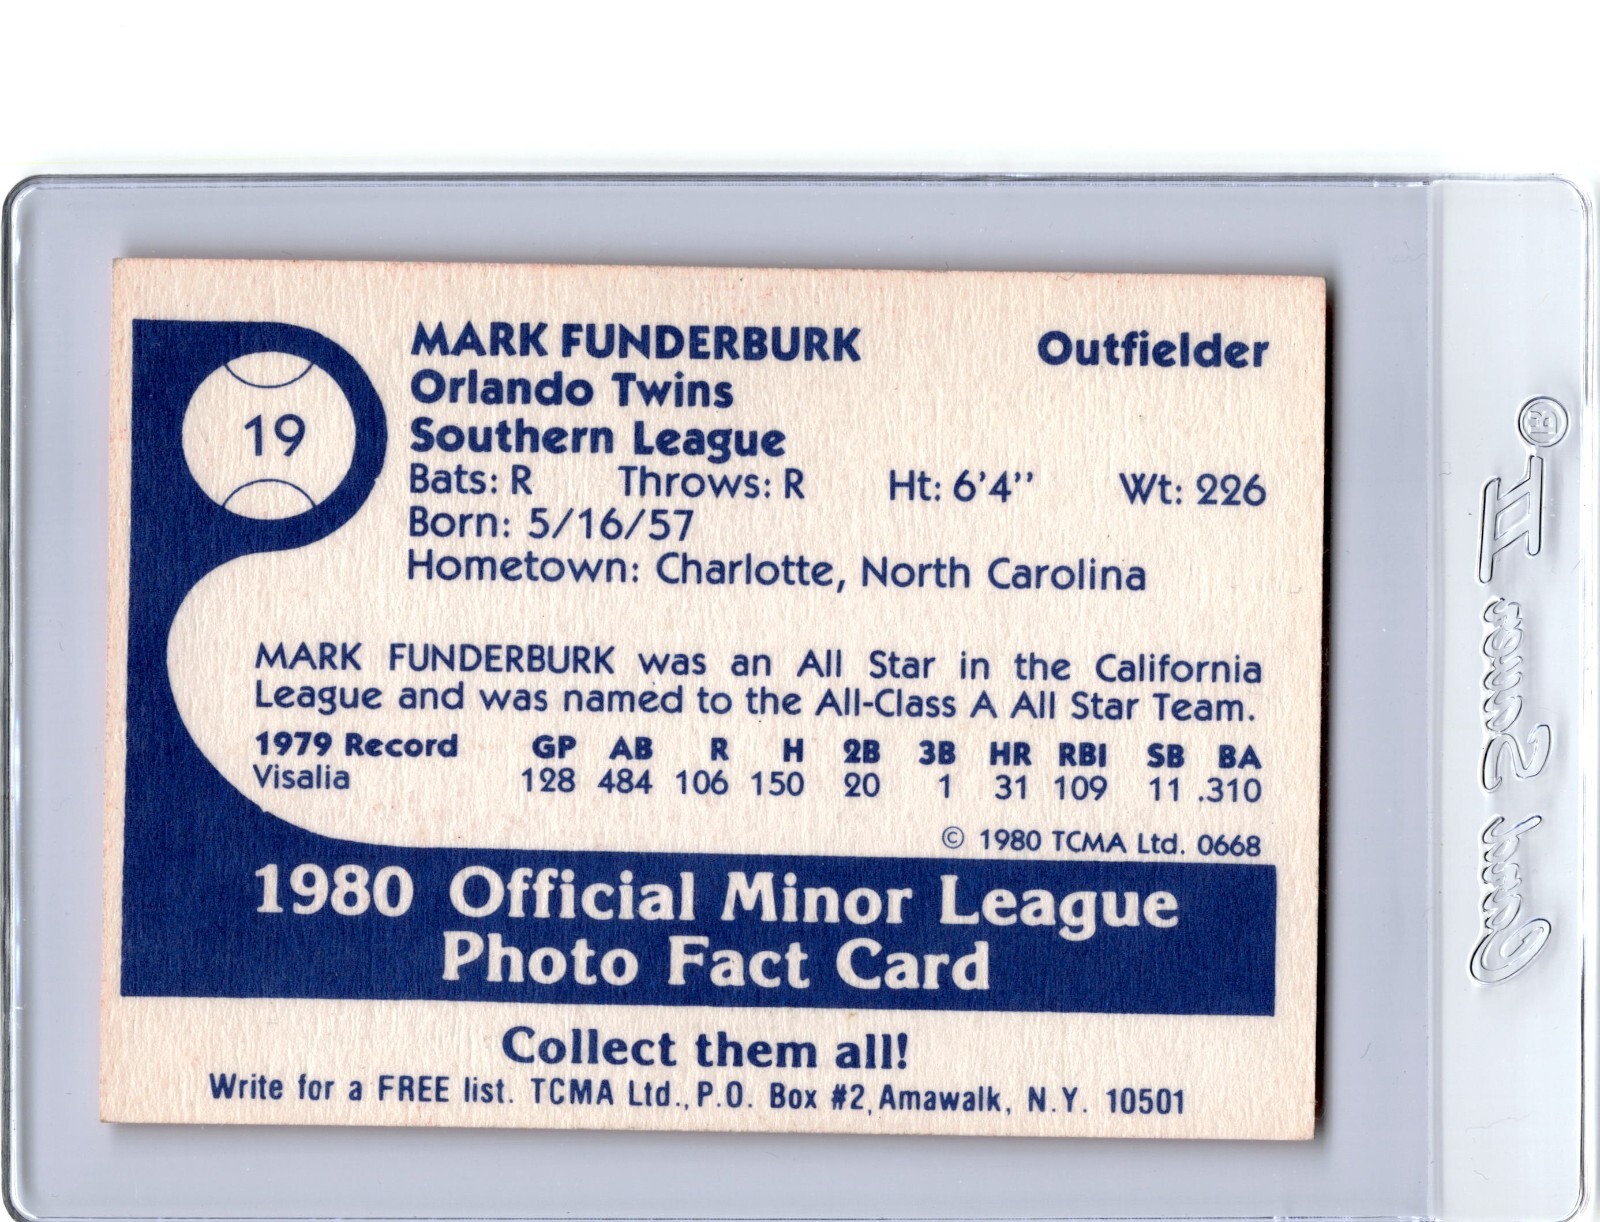 19
MARK FUNDERBURK Outfielder
Orlando Twins
Southern League
Bats: R Throws: R Ht: 6'4" Wt: 226
Born: 5/16/57
Hometown: Charlotte, North Carolina
MARK FUNDERBURK was an All Star in the California
League and was named to the All-Class A All Star Team.
1979 Record GP AB R H 2B 3B HR RBI SB BA
Visalia 128 484 106 150 20 1 31 109 11 .310
© 1980 TCMA Ltd. 0668
1980 Official Minor League
Photo Fact Card
Collect them all!
Write for a FREE list. TCMA Ltd., P.O. Box #2, Amawalk, N.Y. 10501
Card Saver II ®